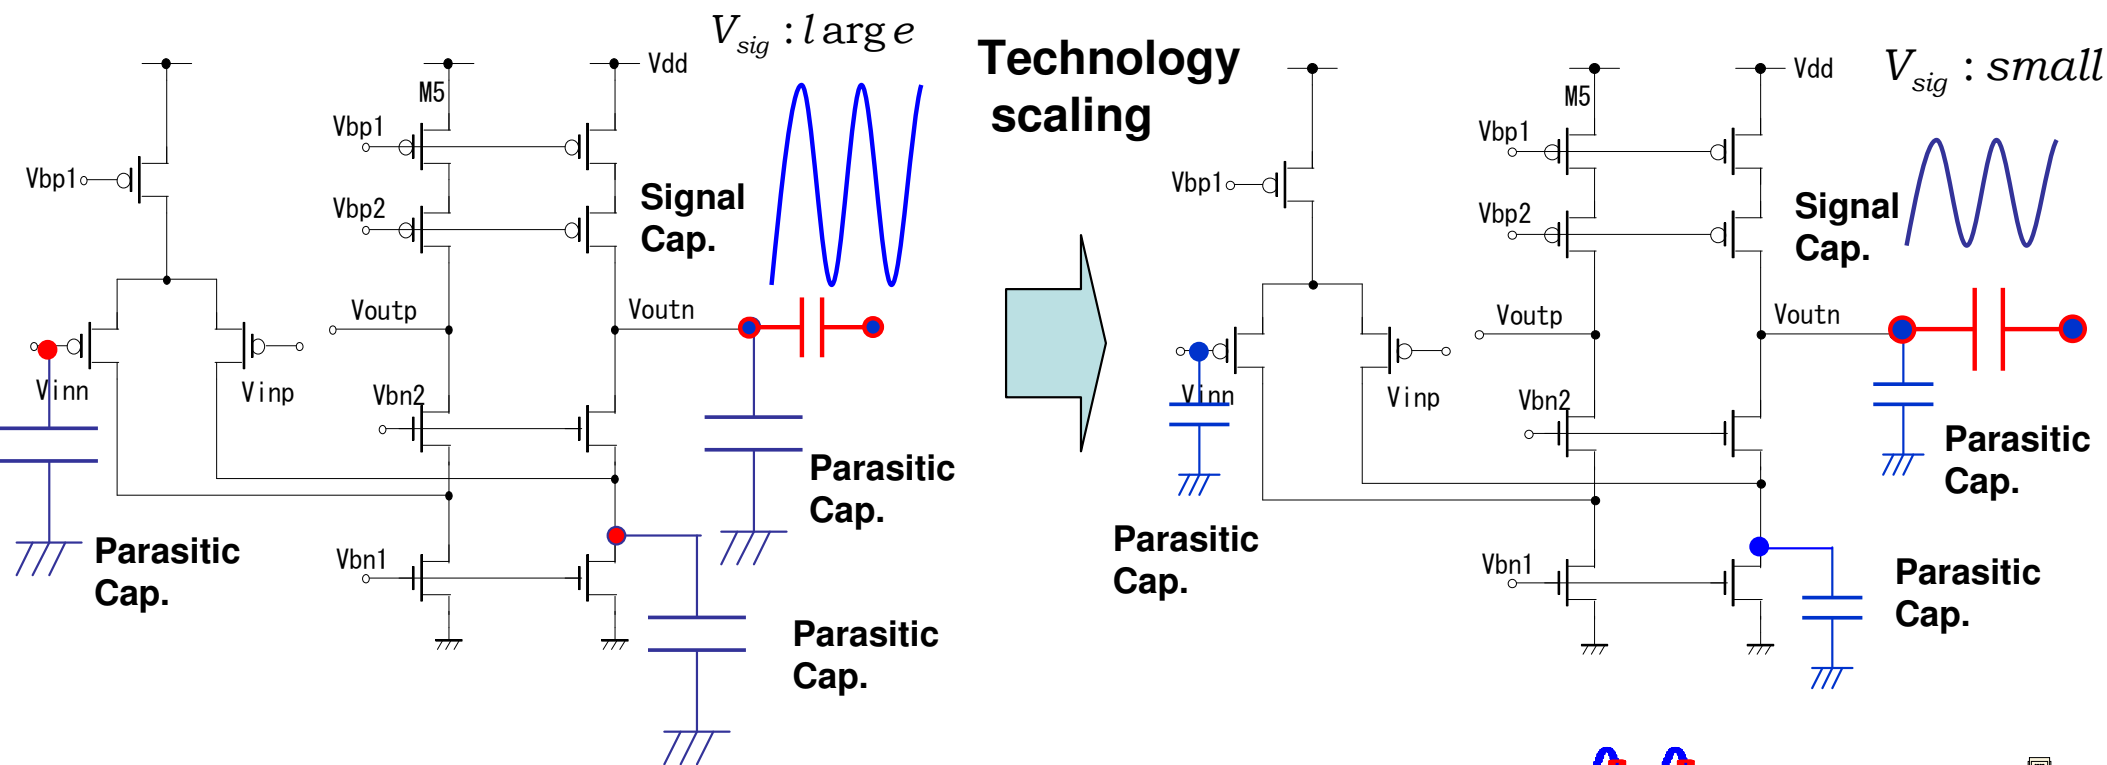 V_sig : large
Vdd
M5
Vbp1
Vbp1
Vbp2
Signal
Cap.
Voutp
Voutn
Vinn
Vinp
Vbn2
Parasitic
Cap.
Parasitic
Cap.
Vbn1
Parasitic
Cap.
Technology
scaling
V_sig : small
Vdd
M5
Vbp1
Vbp1
Vbp2
Signal
Cap.
Voutp
Voutn
Vinn
Vinp
Vbn2
Parasitic
Cap.
Parasitic
Cap.
Vbn1
Parasitic
Cap.